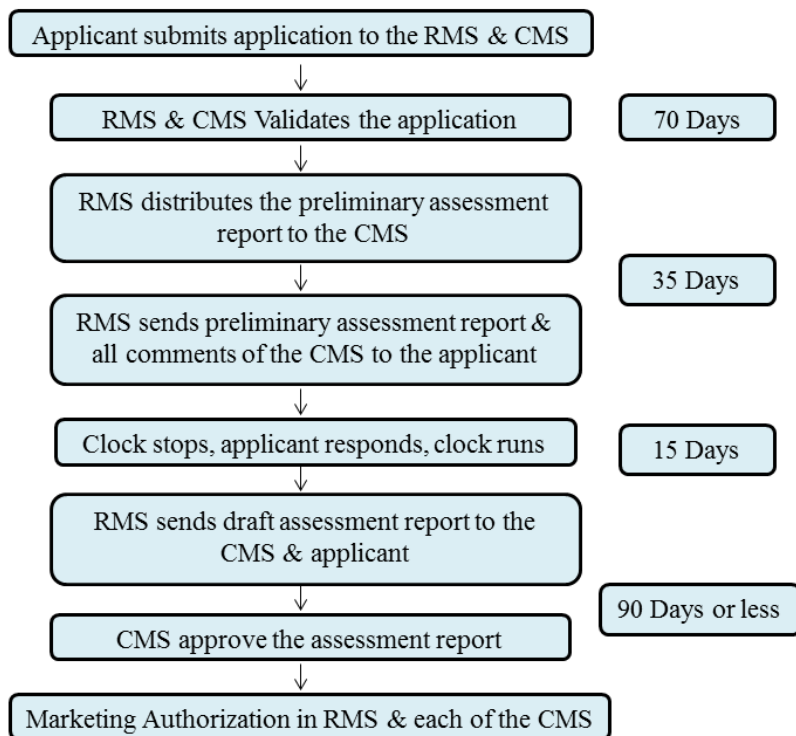 Applicant submits application to the RMS & CMS
RMS & CMS Validates the application
70 Days
RMS distributes the preliminary assessment
report to the CMS
35 Days
RMS sends preliminary assessment report &
all comments of the CMS to the applicant
Clock stops, applicant responds, clock runs
15 Days
RMS sends draft assessment report to the
CMS & applicant
90 Days or less
CMS approve the assessment report
Marketing Authorization in RMS & each of the CMS